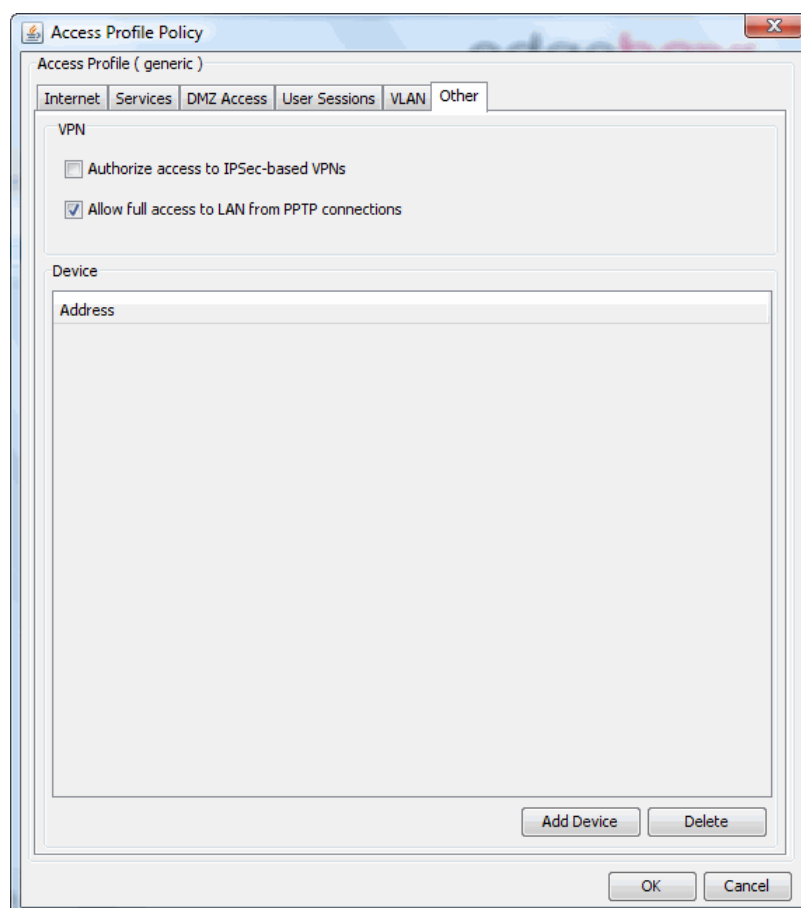 Access Profile Policy
Access Profile ( generic )
Internet Services DMZ Access User Sessions VLAN Other
VPN
Authorize access to IPSec-based VPNs
Allow full access to LAN from PPTP connections
Device
Address
Add Device Delete
OK Cancel